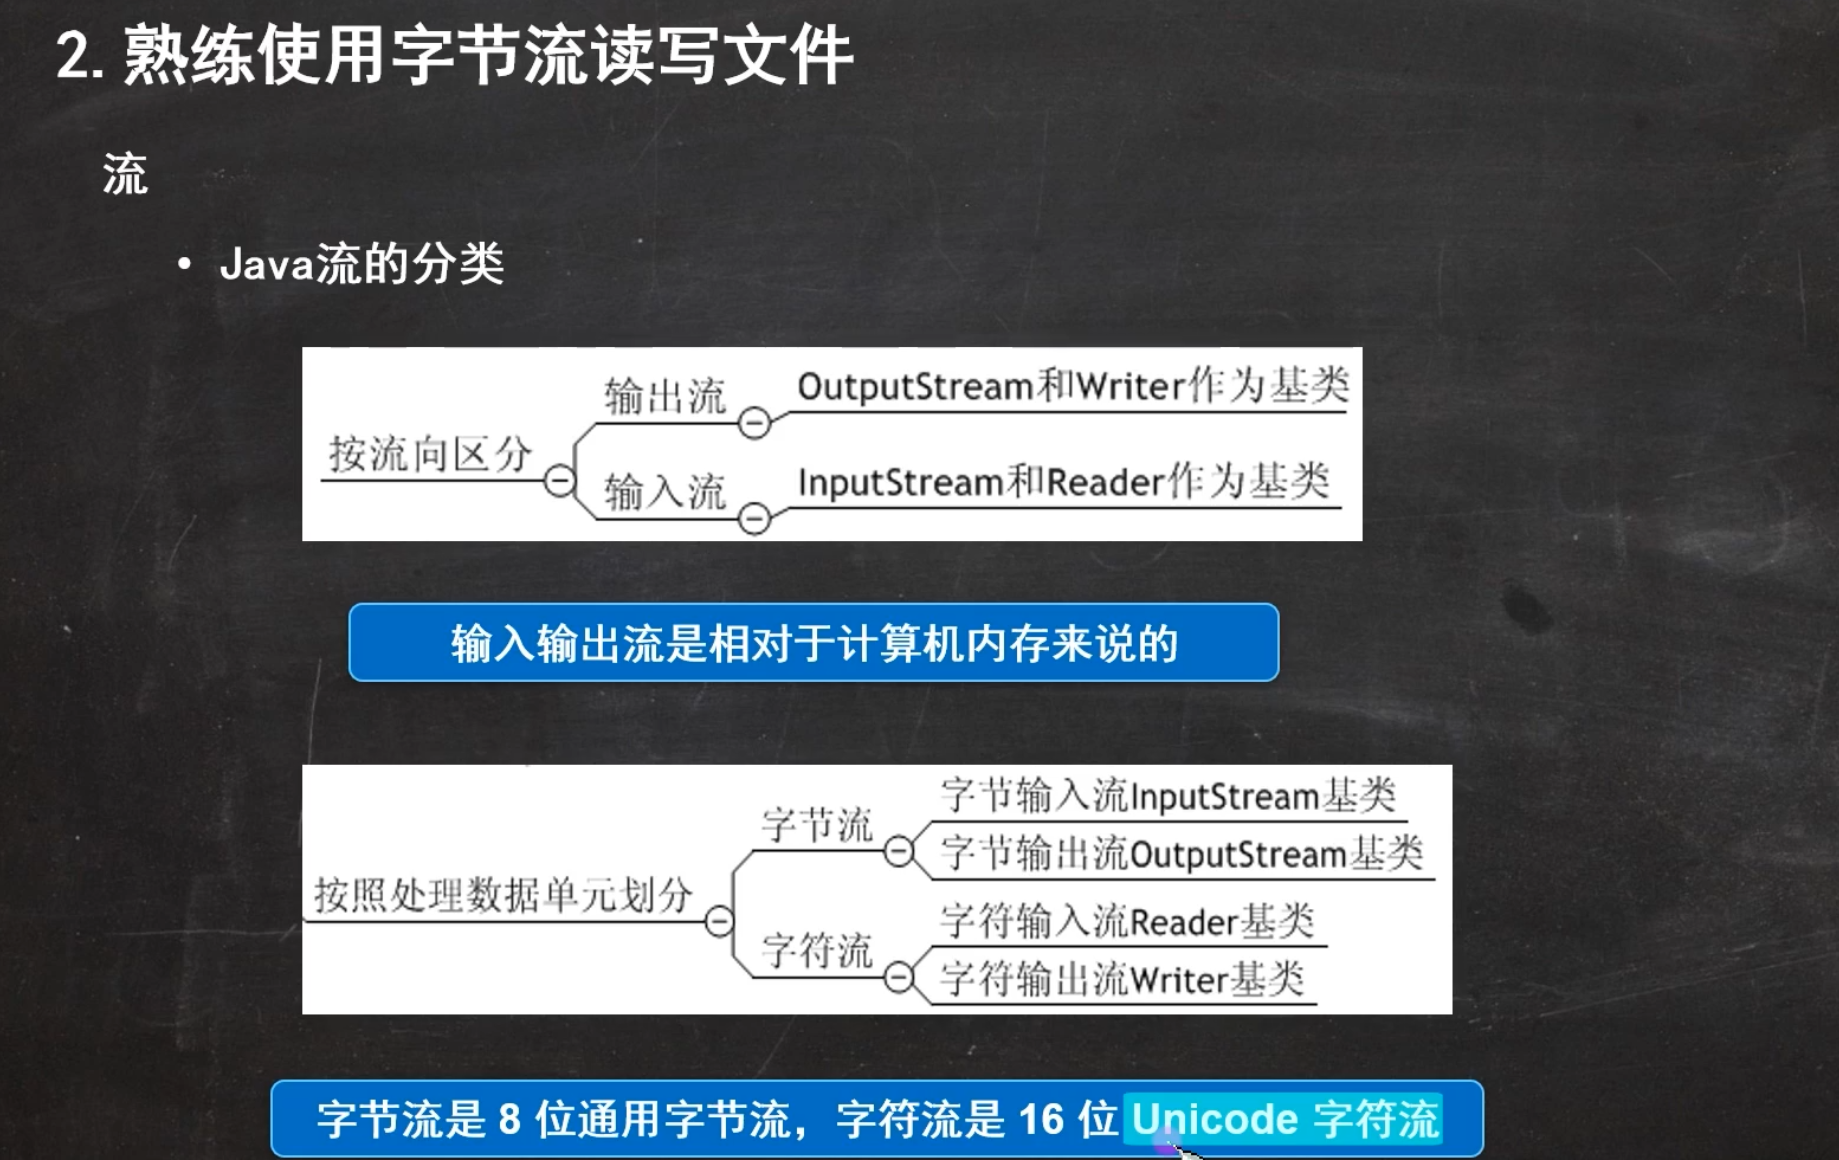 2. 熟练使用字节流读写文件
流
• Java流的分类
输出流
OutputStream和Writer作为基类
按流向区分
输入流
InputStream和Reader作为基类
输入输出流是相对于计算机内存来说的
字节输入流InputStream基类
字节流
字节输出流OutputStream基类
按照处理数据单元划分
字符输入流Reader基类
字符流
字符输出流Writer基类
字节流是 8 位通用字节流，字符流是 16 位 Unicode 字符流